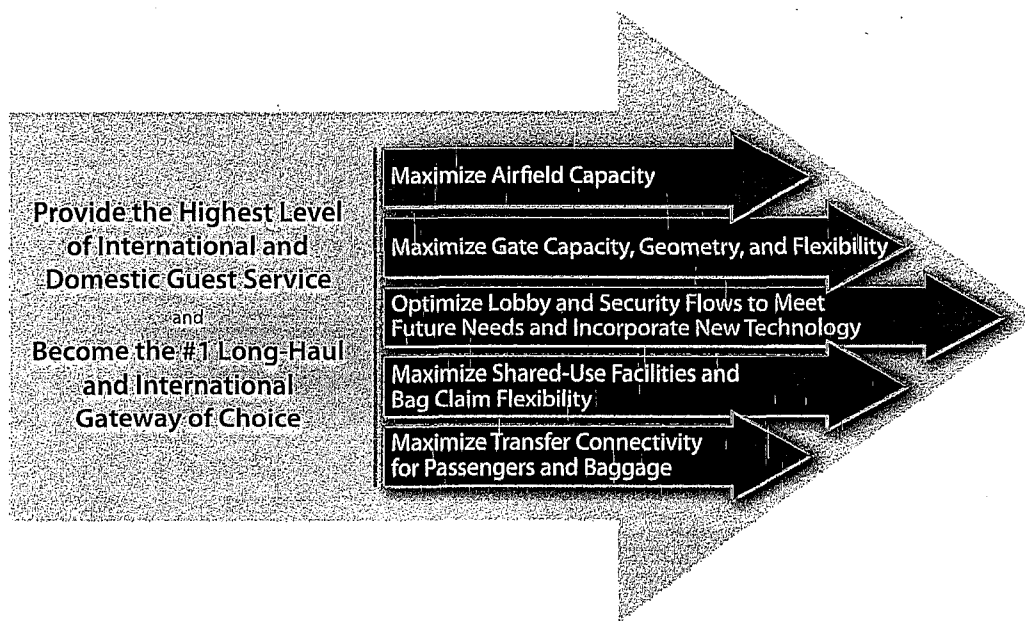 Provide the Highest Level
of International and
Domestic Guest Service
and
Become the #1 Long-Haul
and International
Gateway of Choice
Maximize Airfield Capacity
Maximize Gate Capacity, Geometry, and Flexibility
Optimize Lobby and Security Flows to Meet
Future Needs and Incorporate New Technology
Maximize Shared-Use Facilities and
Bag Claim Flexibility
Maximize Transfer Connectivity
for Passengers and Baggage